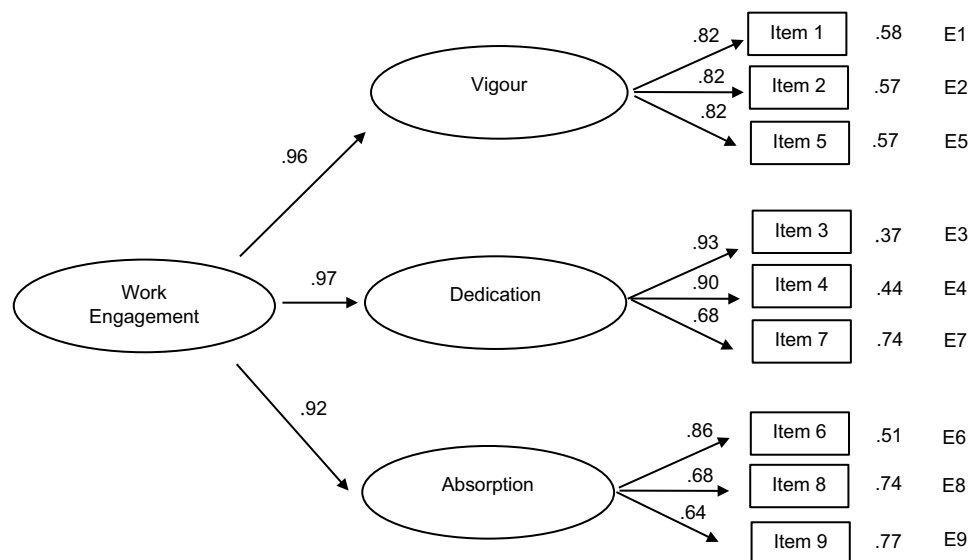 .82 Item 1 .58 E1
Vigour .82 Item 2 .57 E2
.82 Item 5 .57 E5
.96
.93 Item 3 .37 E3
.97 Dedication .90 Item 4 .44 E4
Work
Engagement
.68 Item 7 .74 E7
.92
.86 Item 6 .51 E6
Absorption .68 Item 8 .74 E8
.64 Item 9 .77 E9